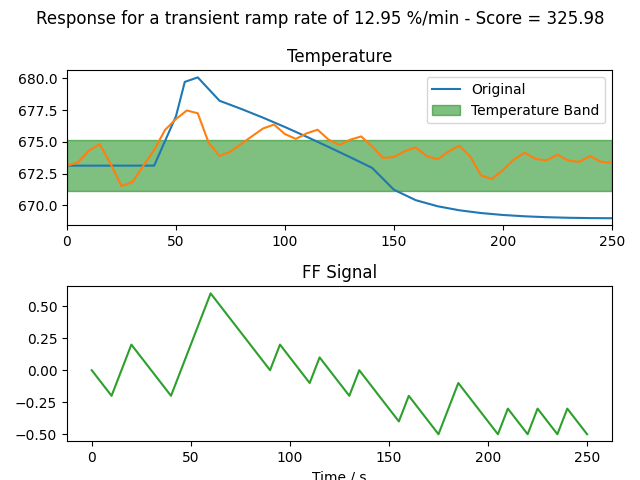 Response for a transient ramp rate of 12.95 %/min - Score = 325.98
Temperature
680.0
677.5
675.0
672.5
670.0
Original
Temperature Band
0 50 100 150 200 250
FF Signal
0.50
0.25
0.00
−0.25
−0.50
0 50 100 150 200 250
Time / s